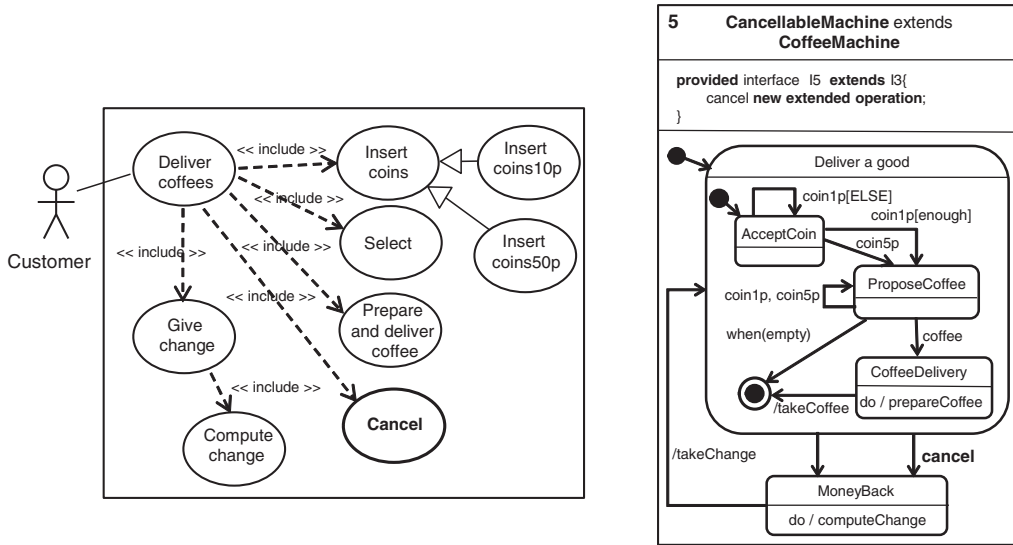 Customer
Deliver
coffees
<< include >>
Insert
coins
Insert
coins10p
<< include >>
Select
Insert
coins50p
<< include >>
<< include >>
<< include >>
Give
change
Prepare
and deliver
coffee
<< include >>
Compute
change
Cancel
5 CancellableMachine extends
CoffeeMachine
provided interface I5 extends I3{
cancel new extended operation;
}
Deliver a good
coin1p[ELSE]
coin1p[enough]
AcceptCoin
coin5p
ProposeCoffee
coin1p, coin5p
when(empty)
coffee
CoffeeDelivery
do / prepareCoffee
/takeCoffee
/takeChange
cancel
MoneyBack
do / computeChange